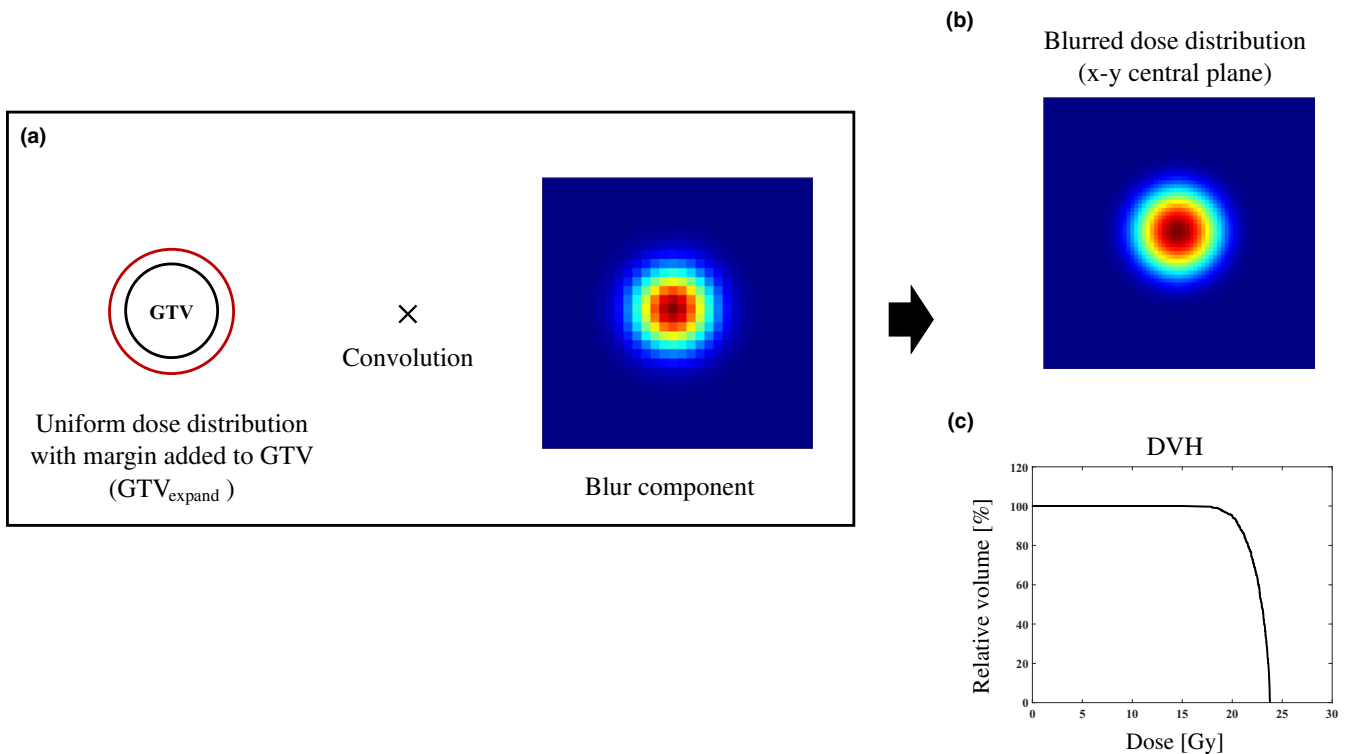 (a)
GTV
Uniform dose distribution
with margin added to GTV
(GTVexpand )
×
Convolution
Blur component
(b)
Blurred dose distribution
(x-y central plane)
(c)
DVH
Relative volume [%]
120
100
80
60
40
20
0
0 5 10 15 20 25 30
Dose [Gy]